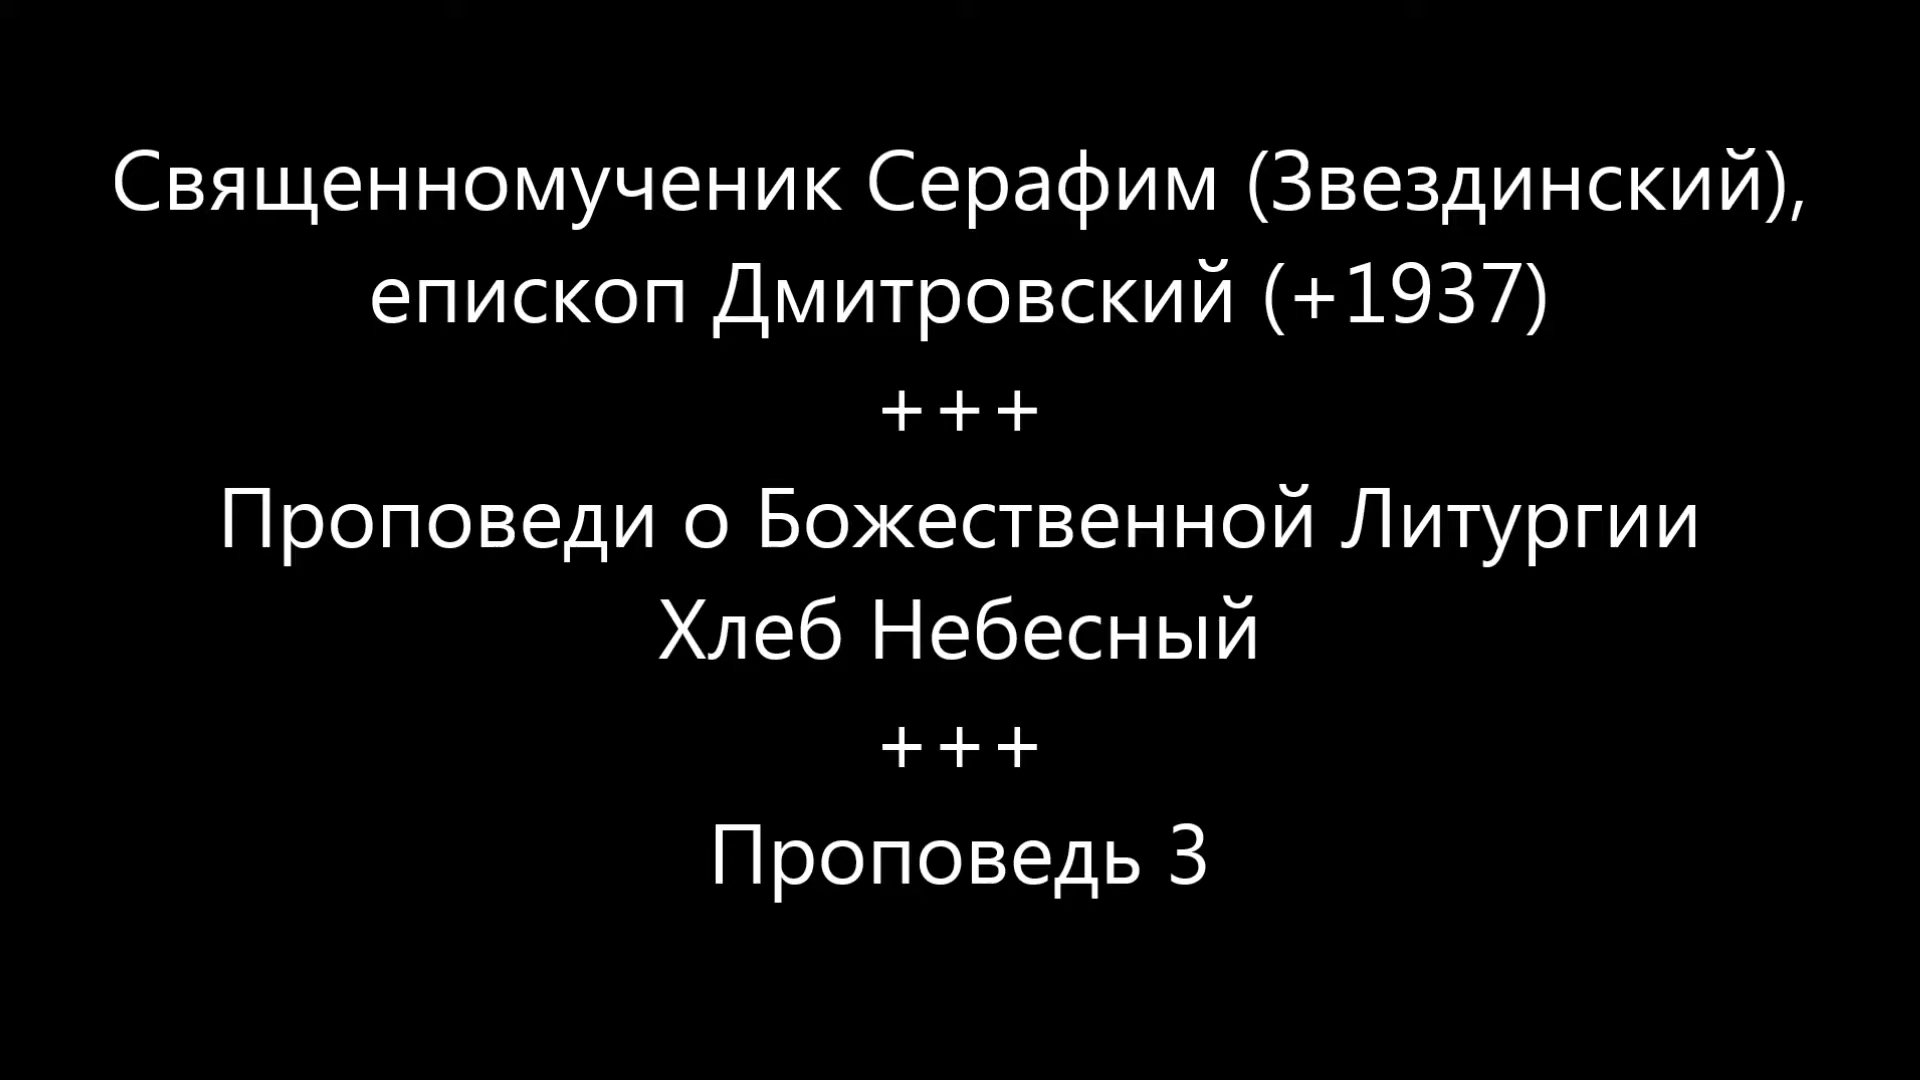 Священномученик Серафим (Звездинский),
епископ Дмитровский (+1937)
+++
Проповеди о Божественной Литургии
Хлеб Небесный
+++
Проповедь 3